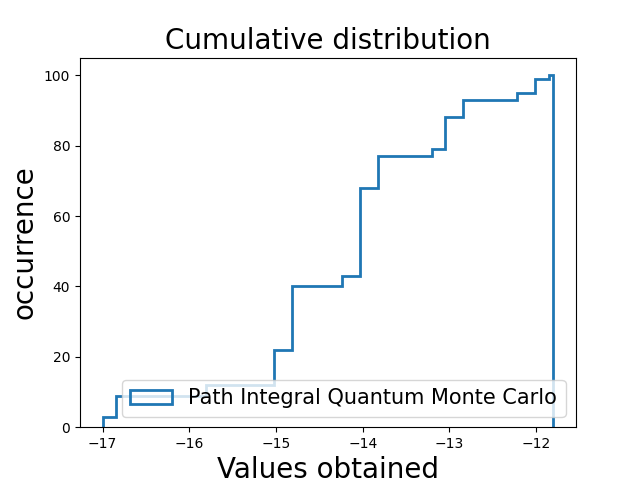 Cumulative distribution
occurrence
100
80
60
40
20
0
Path Integral Quantum Monte Carlo
−17 −16 −15 −14 −13 −12
Values obtained